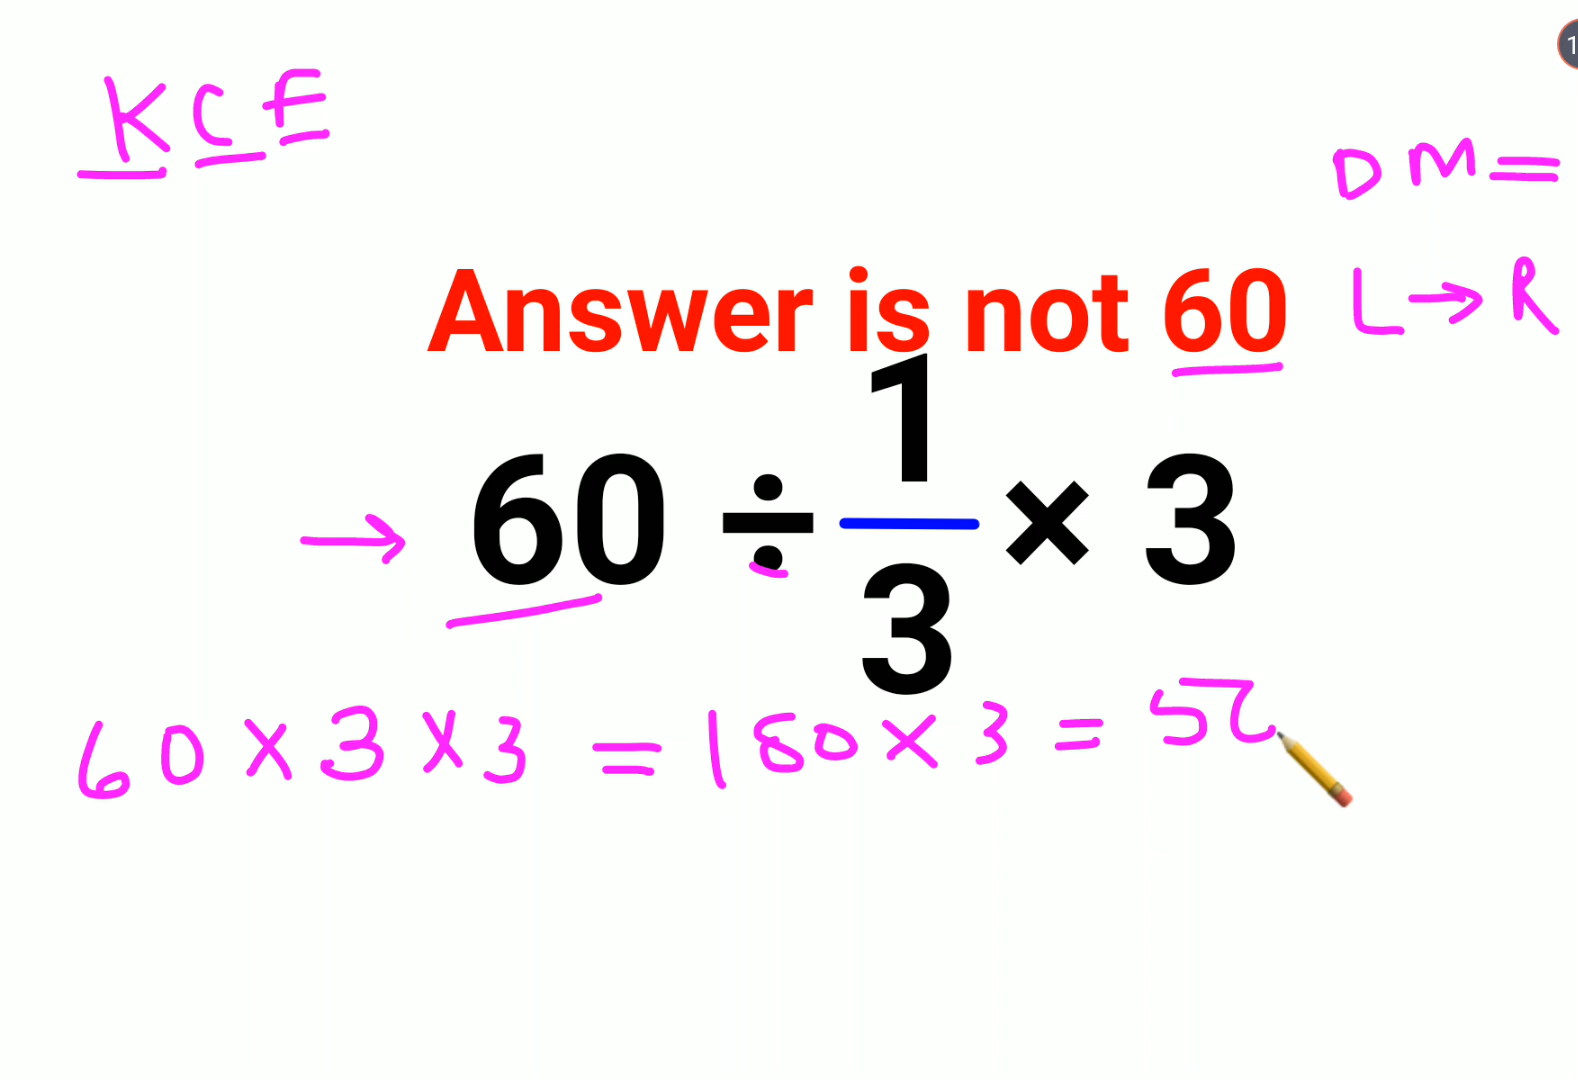 KCF
DM=
Answer is not 60
L→R
→ 60 ÷ 1/3 × 3
60×3×3 = 180×3 = 5